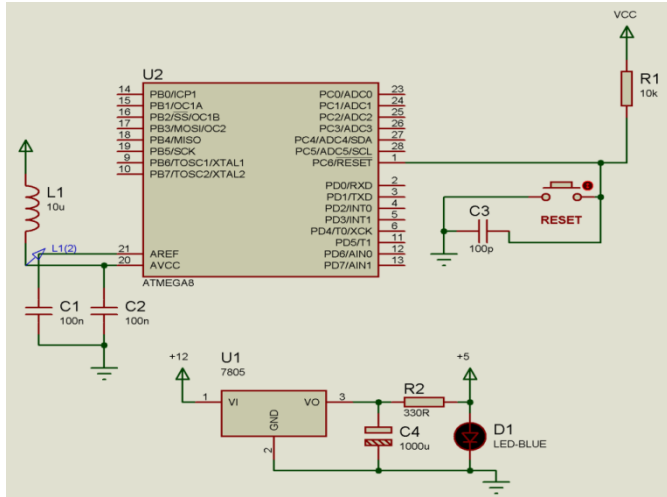 VCC
R1
10k
U2
14 PB0/ICP1 PC0/ADC0 23
15 PB1/OC1A PC1/ADC1 24
16 PB2/SS/OC1B PC2/ADC2 25
17 PB3/MOSI/OC2 PC3/ADC3 26
18 PB4/MISO PC4/ADC4/SDA 27
19 PB5/SCK PC5/ADC5/SCL 28
9 PB6/TOSC1/XTAL1 PC6/RESET 1
10 PB7/TOSC2/XTAL2
PD0/RXD 2
PD1/TXD 3
PD2/INT0 4
PD3/INT1 5
PD4/T0/XCK 6
PD5/T1 11
21 AREF PD6/AIN0 12
20 AVCC PD7/AIN1 13
ATMEGA8
L1
10u
L1(2)
RESET
C3
100p
C1
100n
C2
100n
U1
7805
+12
1 VI VO 3
GND
2
R2
330R
+5
C4
1000u
D1
LED-BLUE